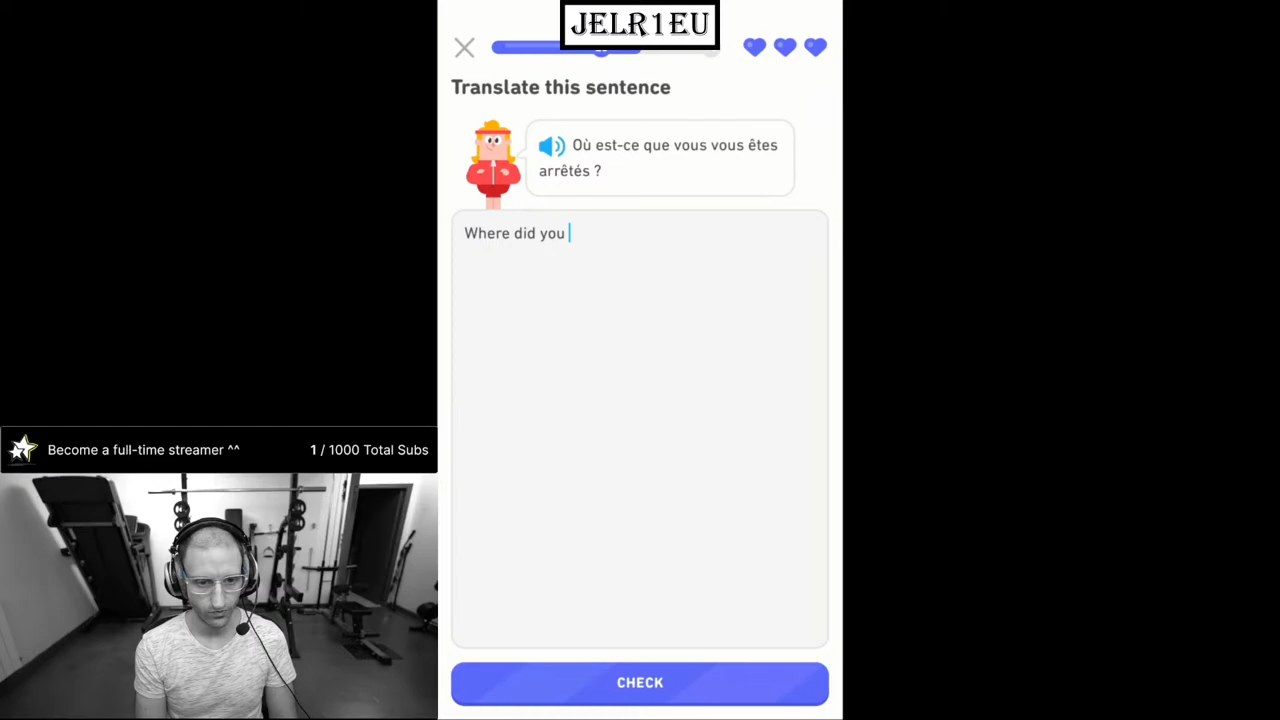 JELR1EU
Translate this sentence
Où est-ce que vous vous êtes
arrêtés ?
Where did you
Become a full-time streamer ^^ 1 / 1000 Total Subs
CHECK